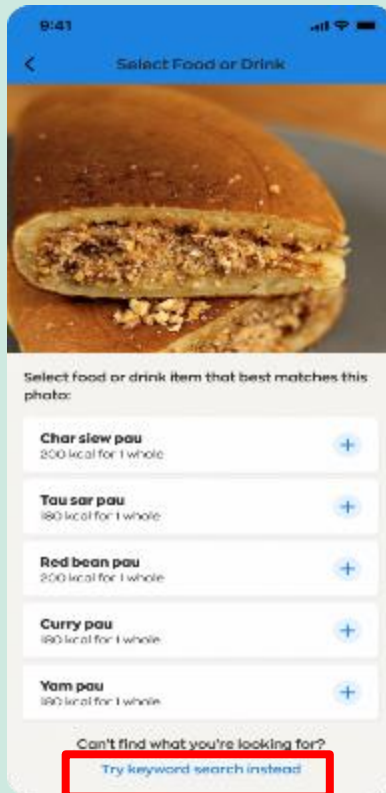 9:41
Select Food or Drink
Select food or drink item that best matches this
photo:
Char siew pau
200 kcal for 1 whole
Tau sar pau
180 kcal for 1 whole
Red bean pau
200 kcal for 1 whole
Curry pau
180 kcal for 1 whole
Yam pau
180 kcal for 1 whole
Can't find what you're looking for?
Try keyword search instead